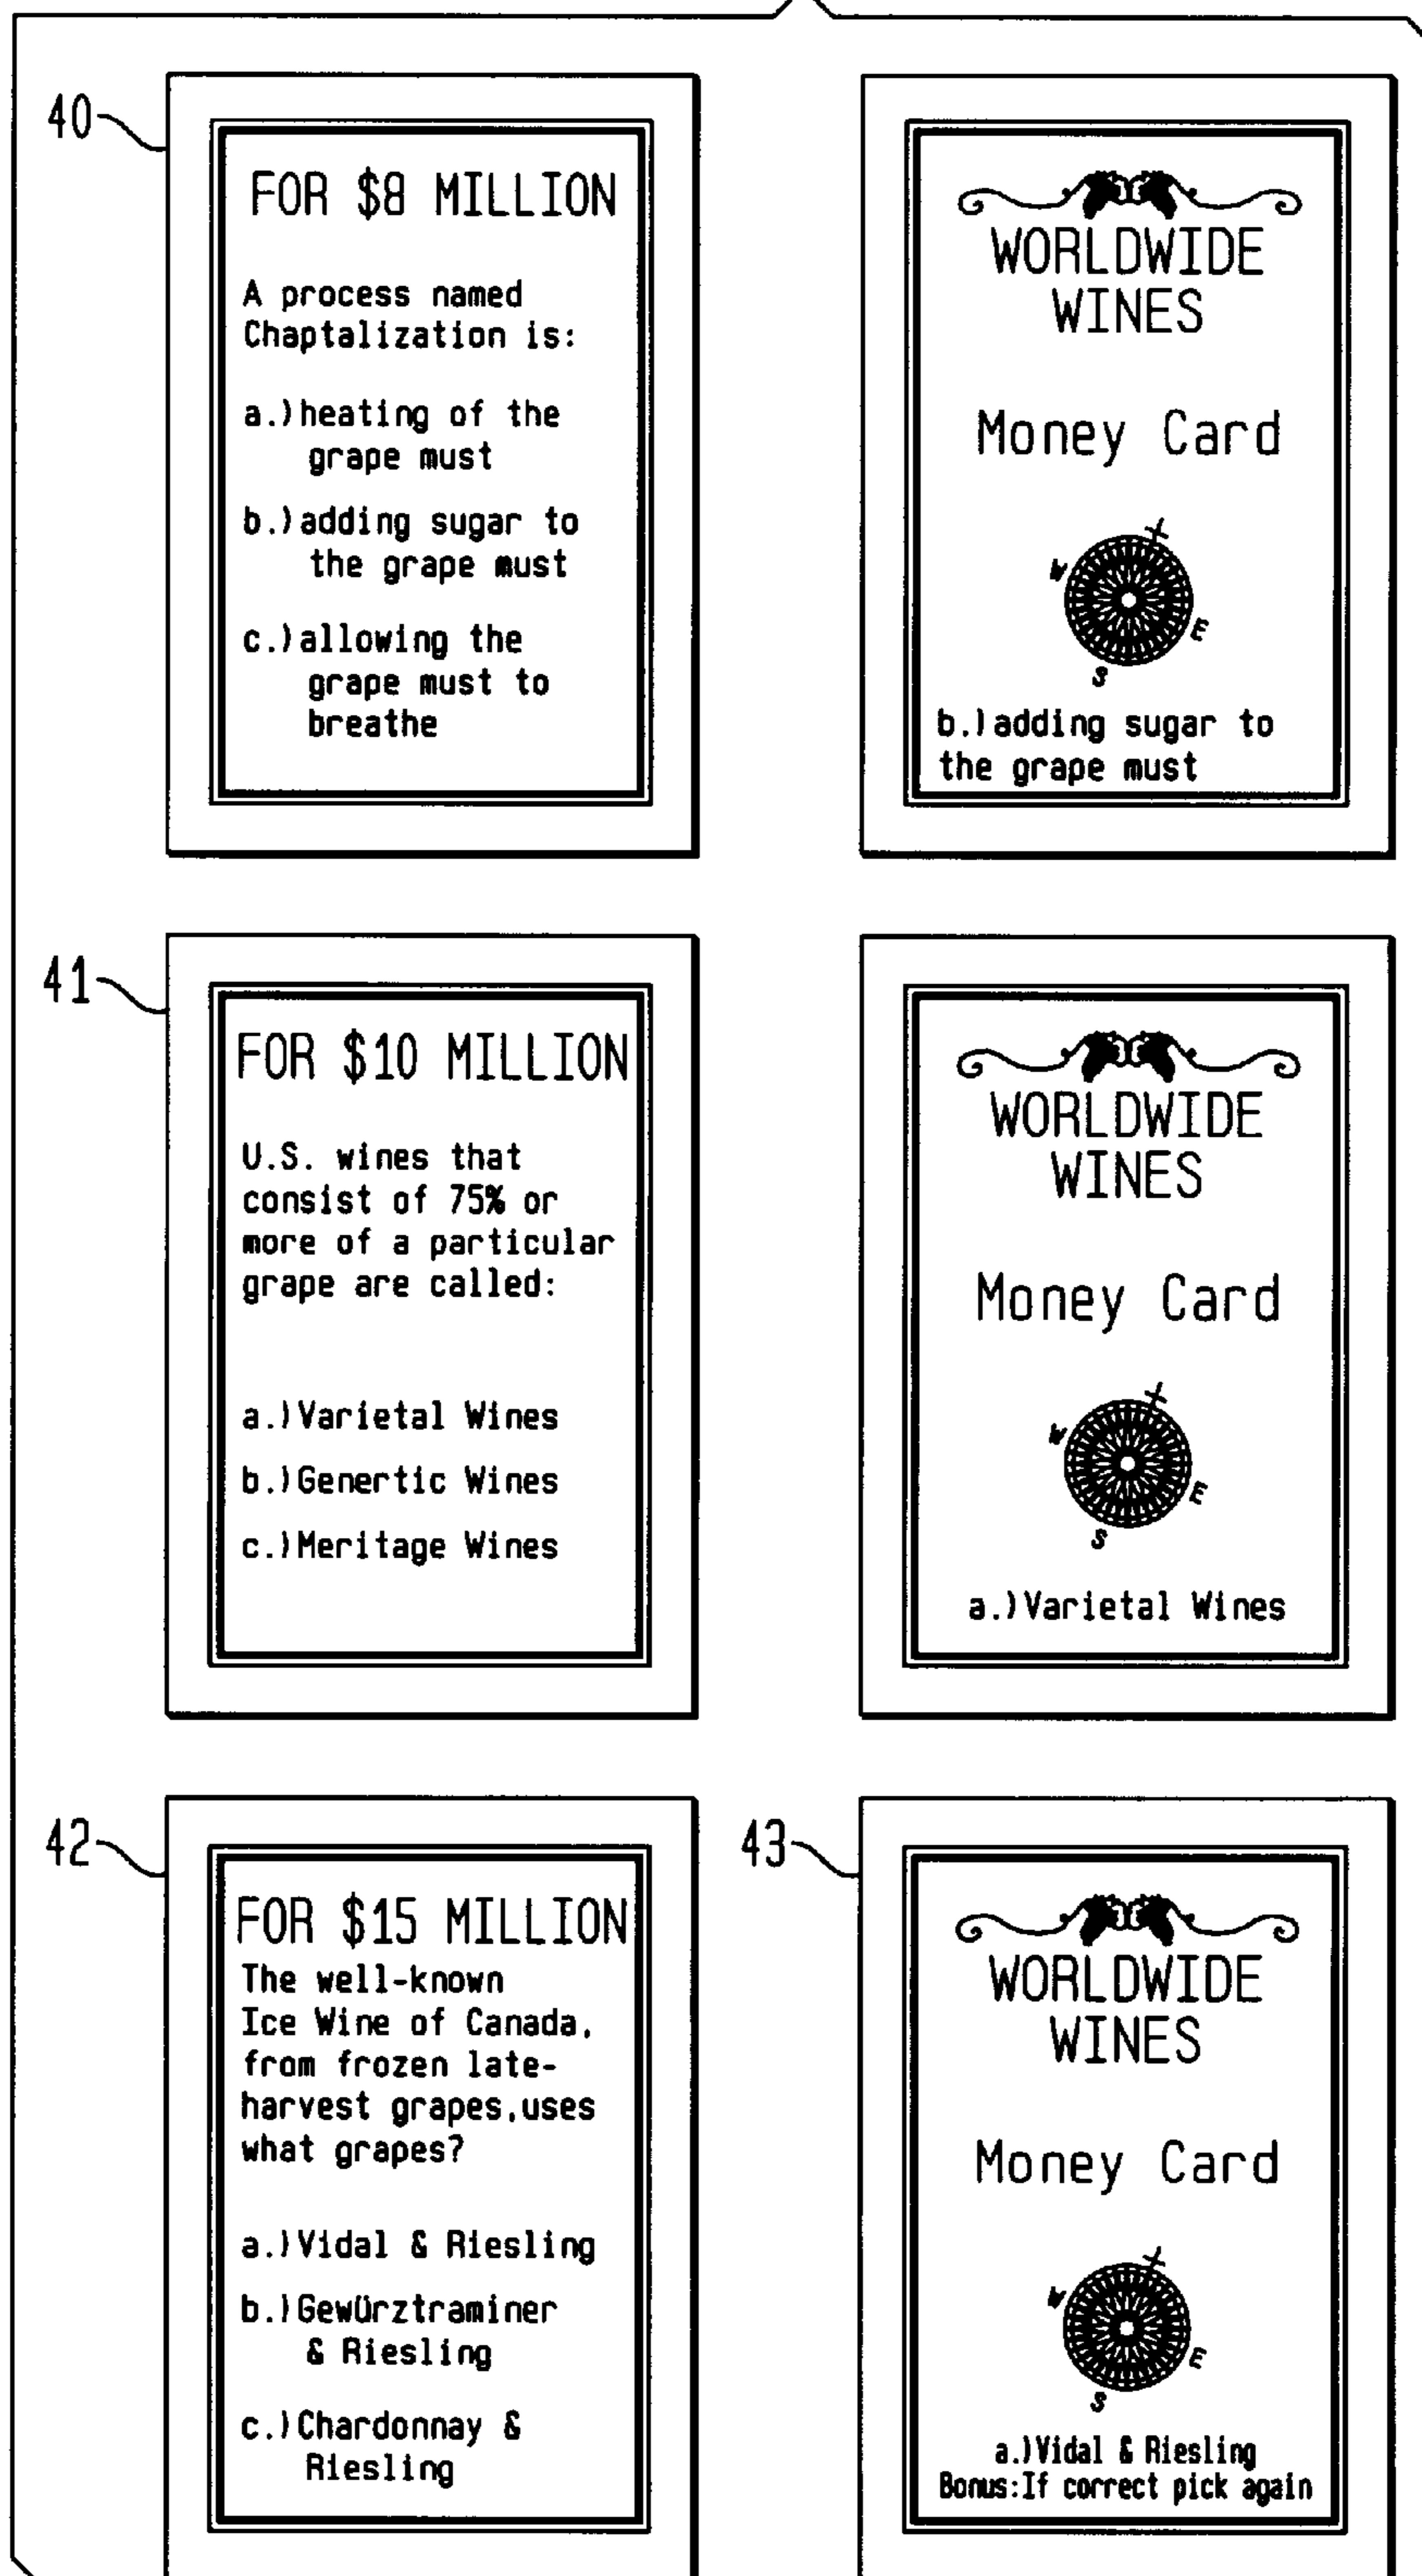 40
FOR $8 MILLION
A process named
Chaptalization is:
a.)heating of the
grape must
b.)adding sugar to
the grape must
c.)allowing the
grape must to
breathe
WORLDWIDE
WINES
Money Card
W
E
S
b.)adding sugar to
the grape must
41
FOR $10 MILLION
U.S. wines that
consist of 75% or
more of a particular
grape are called:
a.)Varietal Wines
b.)Genertic Wines
c.)Meritage Wines
WORLDWIDE
WINES
Money Card
W
E
S
a.)Varietal Wines
42
FOR $15 MILLION
The well-known
Ice Wine of Canada,
from frozen late-
harvest grapes,uses
what grapes?
a.)Vidal & Riesling
b.)Gewürztraminer
& Riesling
c.)Chardonnay &
Riesling
43
WORLDWIDE
WINES
Money Card
W
E
S
a.)Vidal & Riesling
Bonus:If correct pick again